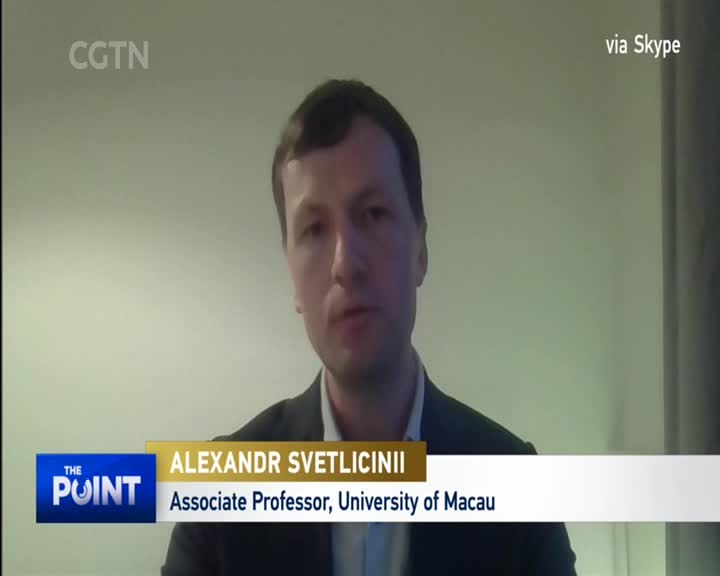 CGTN
via Skype
ALEXANDR SVETLICINII
THE
POINT
Associate Professor, University of Macau